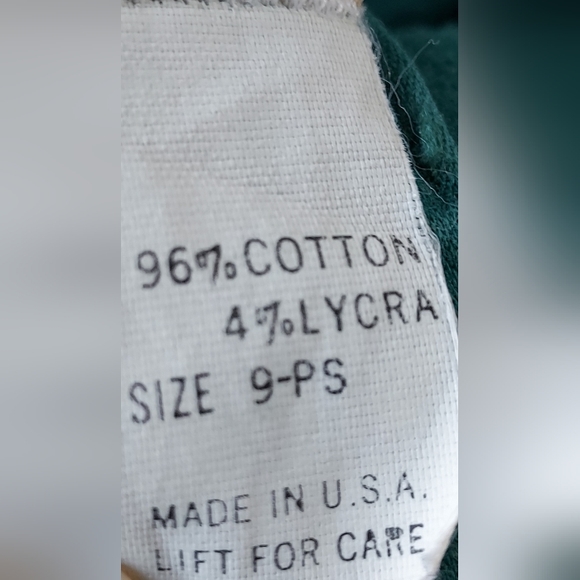 96% COTTON
4% LYCRA
SIZE 9-PS
MADE IN U.S.A.
LIFT FOR CARE